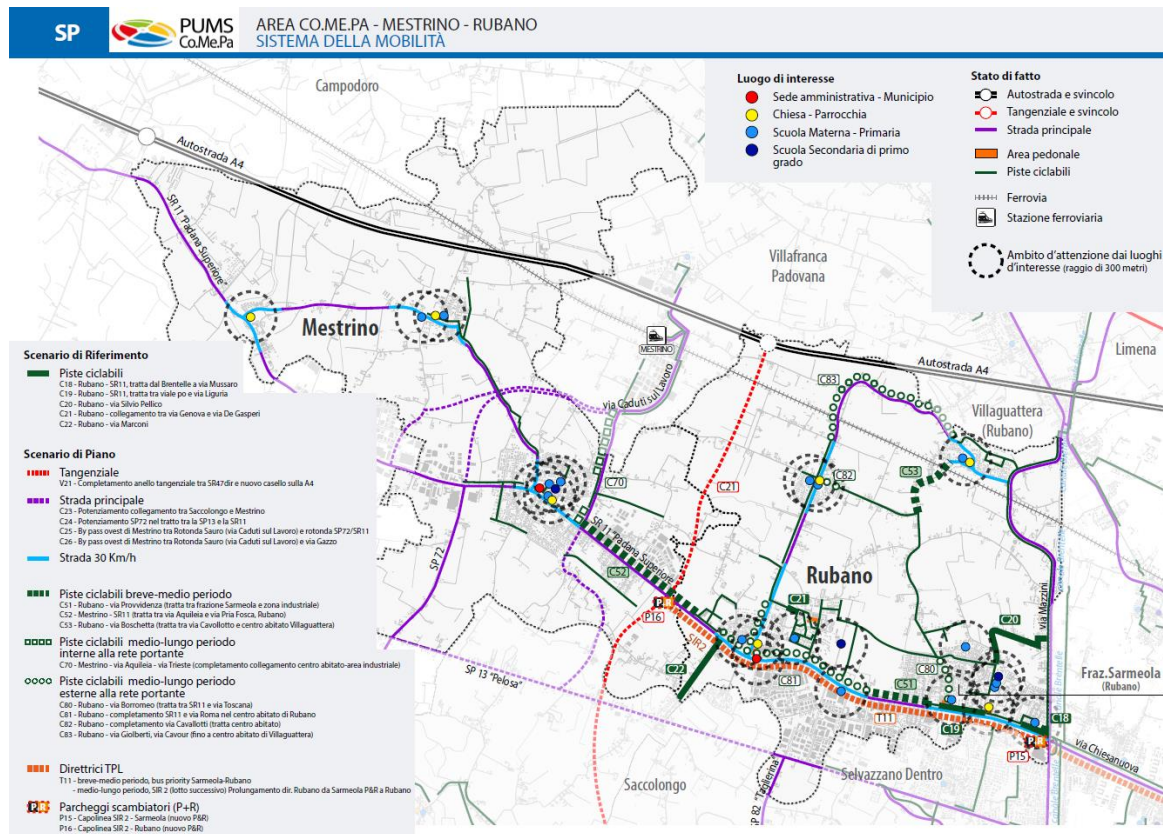 SP
PUMS
Co.Me.Pa
AREA CO.ME.PA - MESTRINO - RUBANO
SISTEMA DELLA MOBILITÀ
Luogo di interesse
Sede amministrativa - Municipio
Chiesa - Parrocchia
Scuola Materna - Primaria
Scuola Secondaria di primo
grado
Stato di fatto
Autostrada e svincolo
Tangenziale e svincolo
Strada principale
Area pedonale
Piste ciclabili
Ferrovia
Stazione ferroviaria
Ambito d'attenzione dai luoghi
d'interesse (raggio di 300 metri)
Campodoro
Autostrada A4
SR 11 "Padana Superiore"
Mestrino
Villafranca
Padovana
MESTRINO
via Caduti sul Lavoro
Autostrada A4
Limena
Villaguattera
(Rubano)
C83
C82
C53
C70
C21
SR 11 "Padana Superiore"
C52
SP 72
Rubano
P R
P16
SIR2
C21
C20
via Mazzini
C22
SP 13 "Pelosa"
C81
C80
C51
Fraz.Sarmeola
(Rubano)
T11
C19
C18
P R
P15
via Chiesanuova
Canale Brentelle
Saccolongo
SP 82 "Taglierina"
Selvazzano Dentro
Scenario di Riferimento
Piste ciclabili
C18 - Rubano - SR11, tratta dal Brentelle a via Mussaro
C19 - Rubano - SR11, tratta tra viale po e via Liguria
C20 - Rubano - via Silvio Pellico
C21 - Rubano - collegamento tra via Genova e via De Gasperi
C22 - Rubano - via Marconi
Scenario di Piano
Tangenziale
V21 - Completamento anello tangenziale tra SR47dir e nuovo casello sulla A4
Strada principale
C23 - Potenziamento collegamento tra Saccolongo e Mestrino
C24 - Potenziamento SP72 nel tratto tra la SP13 e la SR11
C25 - By pass ovest di Mestrino tra Rotonda Sauro (via Caduti sul Lavoro) e rotonda SP72/SR11
C26 - By pass ovest di Mestrino tra Rotonda Sauro (via Caduti sul Lavoro) e via Gazzo
Strada 30 Km/h
Piste ciclabili breve-medio periodo
C51 - Rubano - via Provvidenza (tratta tra frazione Sarmeola e zona industriale)
C52 - Mestrino - SR11 (tratta tra via Aquileia e via Pria Fosca, Rubano)
C53 - Rubano - via Boschetta (tratta tra via Cavollotto e centro abitato Villaguattera)
Piste ciclabili medio-lungo periodo
interne alla rete portante
C70 - Mestrino - via Aquileia - via Trieste (completamento collegamento centro abitato-area industriale)
Piste ciclabili medio-lungo periodo
esterne alla rete portante
C80 - Rubano - via Borromeo (tratta tra SR11 e via Toscana)
C81 - Rubano - completamento SR11 e via Roma nel centro abitato di Rubano
C82 - Rubano - completamento via Cavallotti (tratta centro abitato)
C83 - Rubano - via Giolberti, via Cavour (fino a centro abitato di Villaguattera)
Direttrici TPL
T11 - breve-medio periodo, bus priority Sarmeola-Rubano
- medio-lungo periodo, SIR 2 (lotto successivo) Prolungamento dir. Rubano da Sarmeola P&R a Rubano
P R Parcheggi scambiatori (P+R)
P15 - Capolinea SIR 2 - Sarmeola (nuovo P&R)
P16 - Capolinea SIR 2 - Rubano (nuovo P&R)